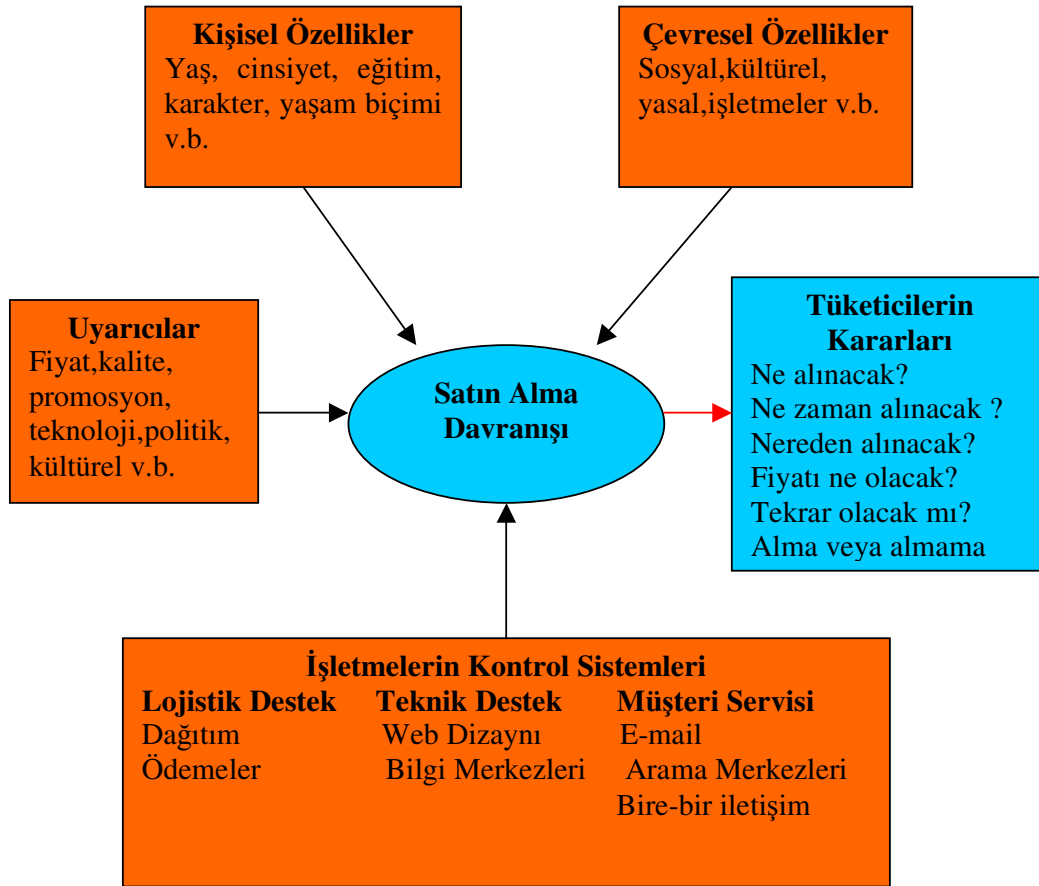 Kişisel Özellikler
Yaş, cinsiyet, eğitim,
karakter, yaşam biçimi
v.b.
Çevresel Özellikler
Sosyal,kültürel,
yasal,işletmeler v.b.
Uyarıcılar
Fiyat,kalite,
promosyon,
teknoloji,politik,
kültürel v.b.
Satın Alma
Davranışı
Tüketicilerin
Kararları
Ne alınacak?
Ne zaman alınacak ?
Nereden alınacak?
Fiyatı ne olacak?
Tekrar olacak mı?
Alma veya almama
İşletmelerin Kontrol Sistemleri
Lojistik Destek Teknik Destek Müşteri Servisi
Dağıtım Web Dizaynı E-mail
Ödemeler Bilgi Merkezleri Arama Merkezleri
Bire-bir iletişim